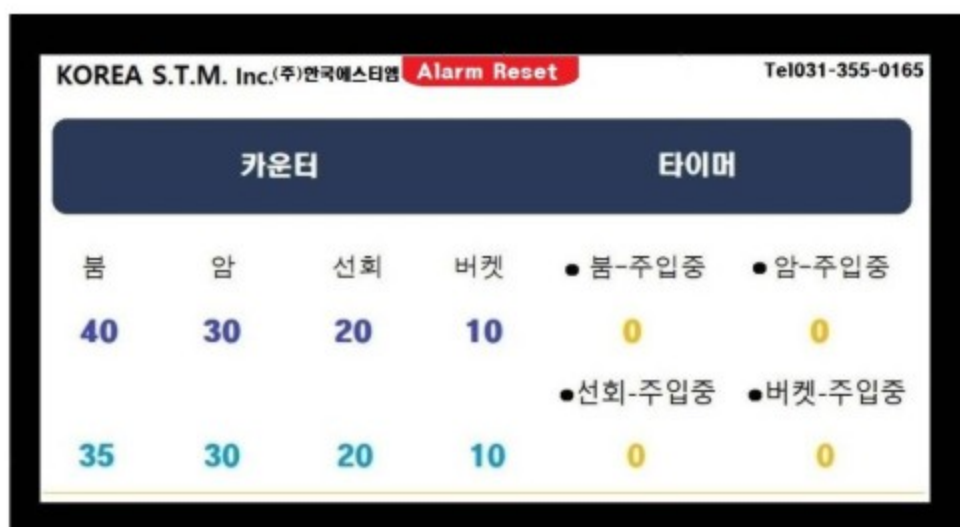 KOREA S.T.M. Inc.(주)한국에스티앰 Alarm Reset Tel031-355-0165
카운터 타이머
붐 암 선회 버켓 ● 붐-주입중 ● 암-주입중
40 30 20 10 0 0
●선회-주입중 ●버켓-주입중
35 30 20 10 0 0